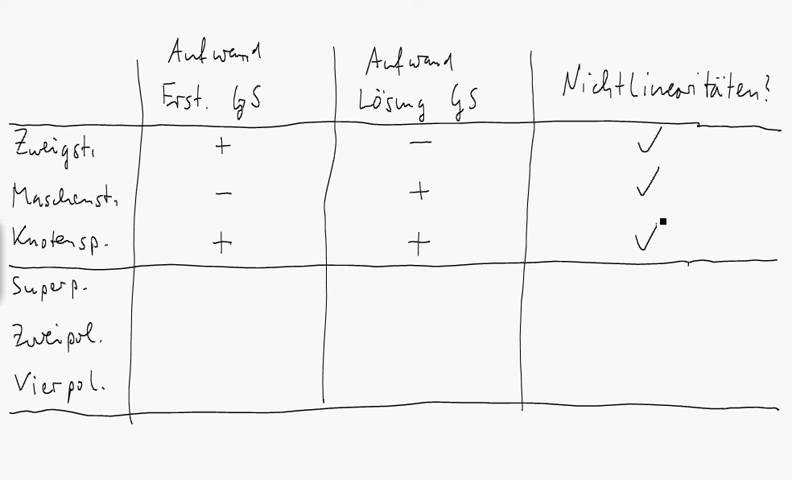 Aufwand Aufwand
Erst. GS Lösung GS Nichtlinearitäten?
Zweigst. + - ✓
Maschenst. - + ✓
Knotensp. + + ✓
Superp.
Zweipol.
Vierpol.